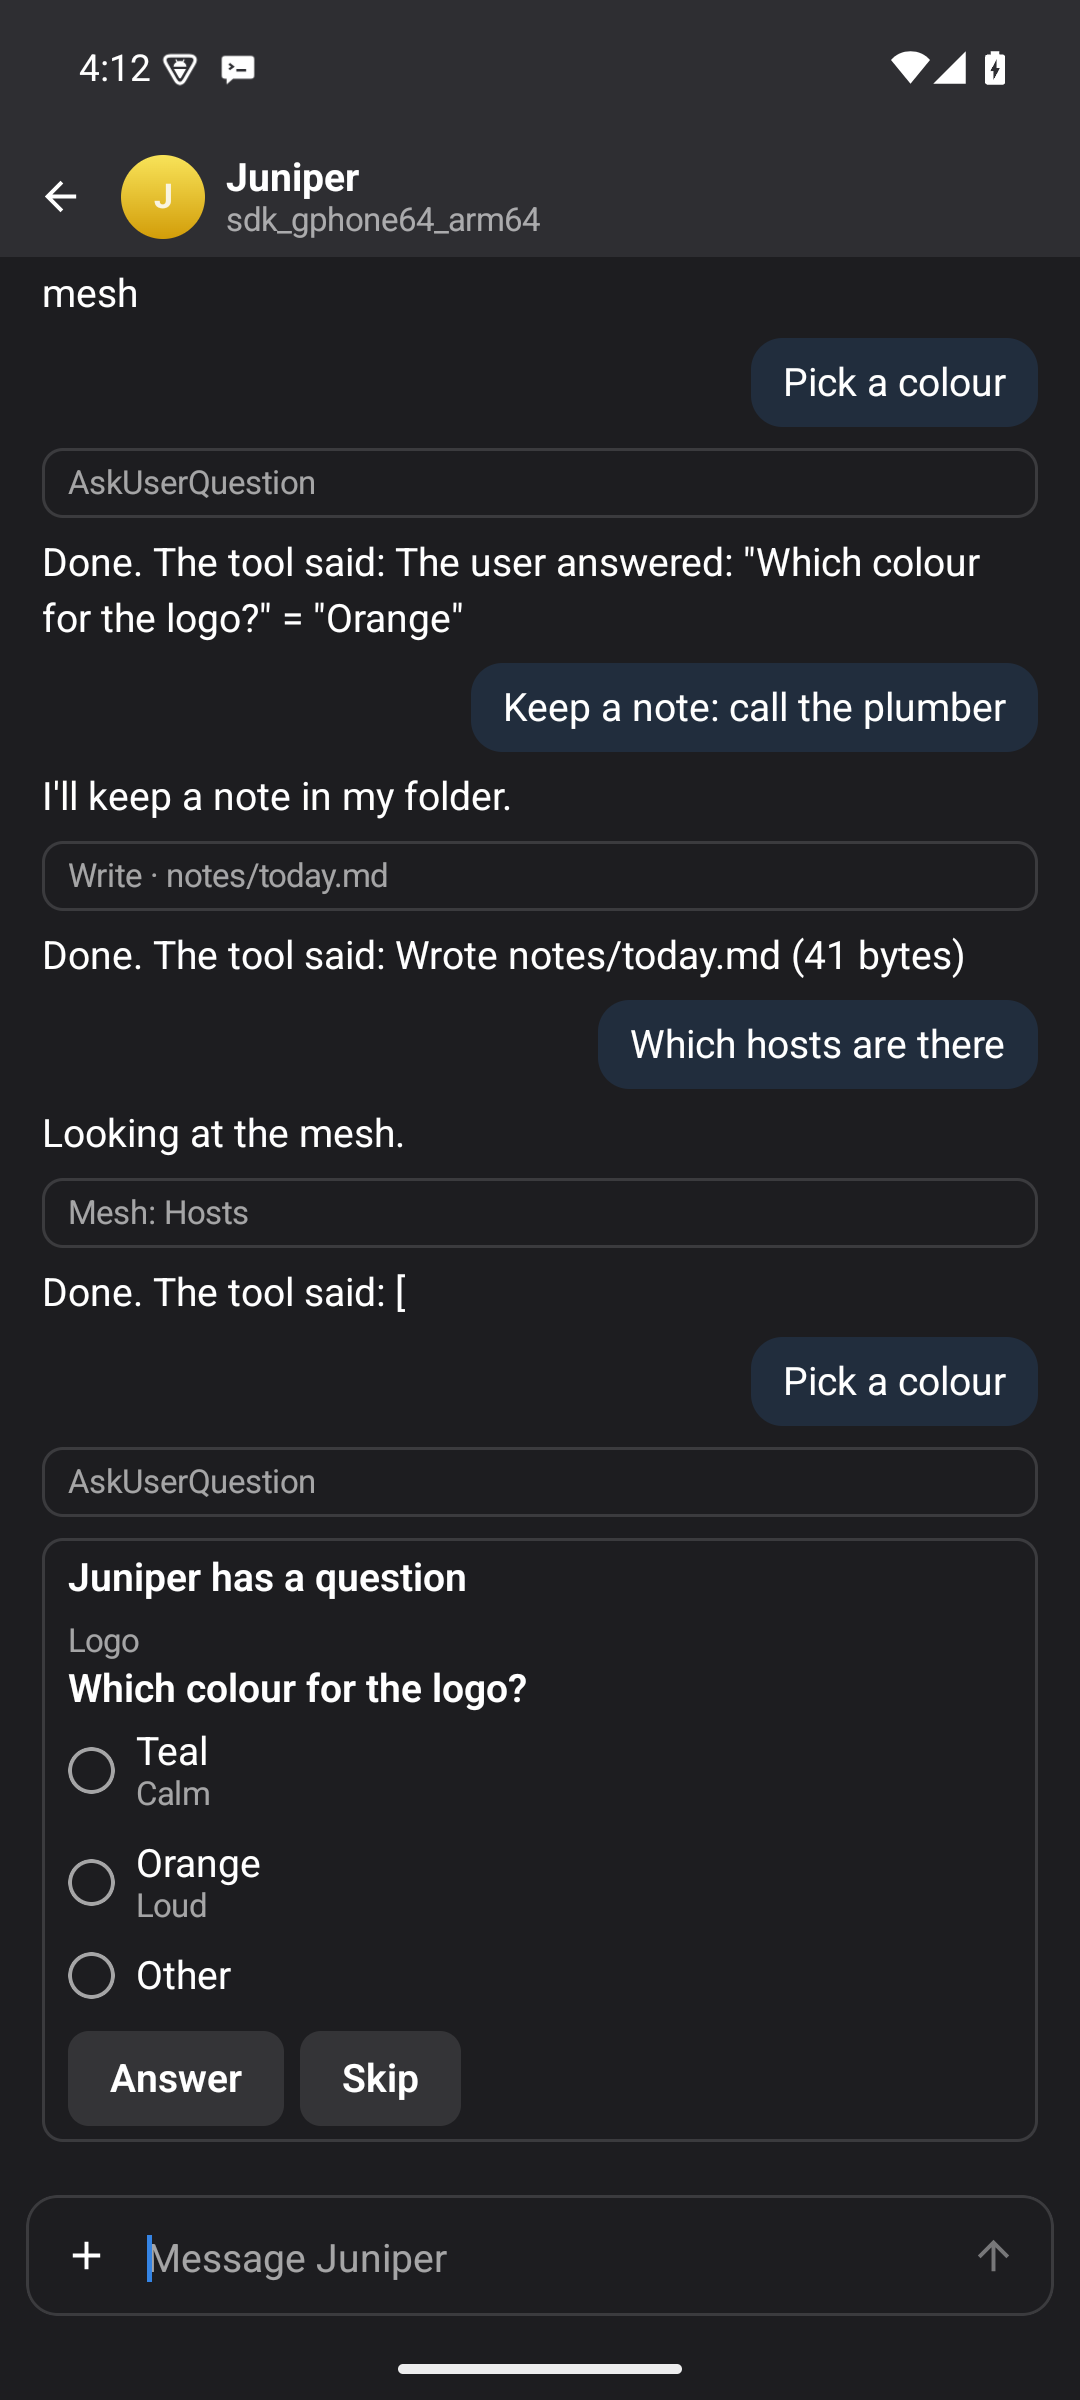 4:12
J
Juniper
sdk_gphone64_arm64
mesh
Pick a colour
AskUserQuestion
Done. The tool said: The user answered: "Which colour
for the logo?" = "Orange"
Keep a note: call the plumber
I'll keep a note in my folder.
Write · notes/today.md
Done. The tool said: Wrote notes/today.md (41 bytes)
Which hosts are there
Looking at the mesh.
Mesh: Hosts
Done. The tool said: [
Pick a colour
AskUserQuestion
Juniper has a question
Logo
Which colour for the logo?
Teal
Calm
Orange
Loud
Other
Answer Skip
Message Juniper